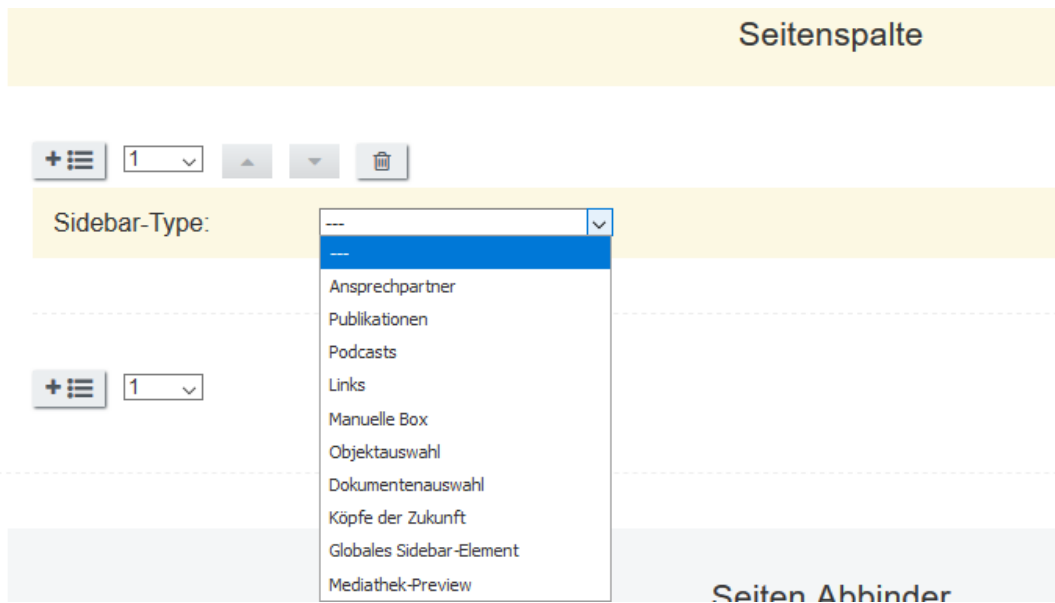 Seitenspalte
1
Sidebar-Type:
---
---
Ansprechpartner
Publikationen
Podcasts
Links
1
Manuelle Box
Objektauswahl
Dokumentenauswahl
Köpfe der Zukunft
Globales Sidebar-Element
Mediathek-Preview
Seiten Abbinder